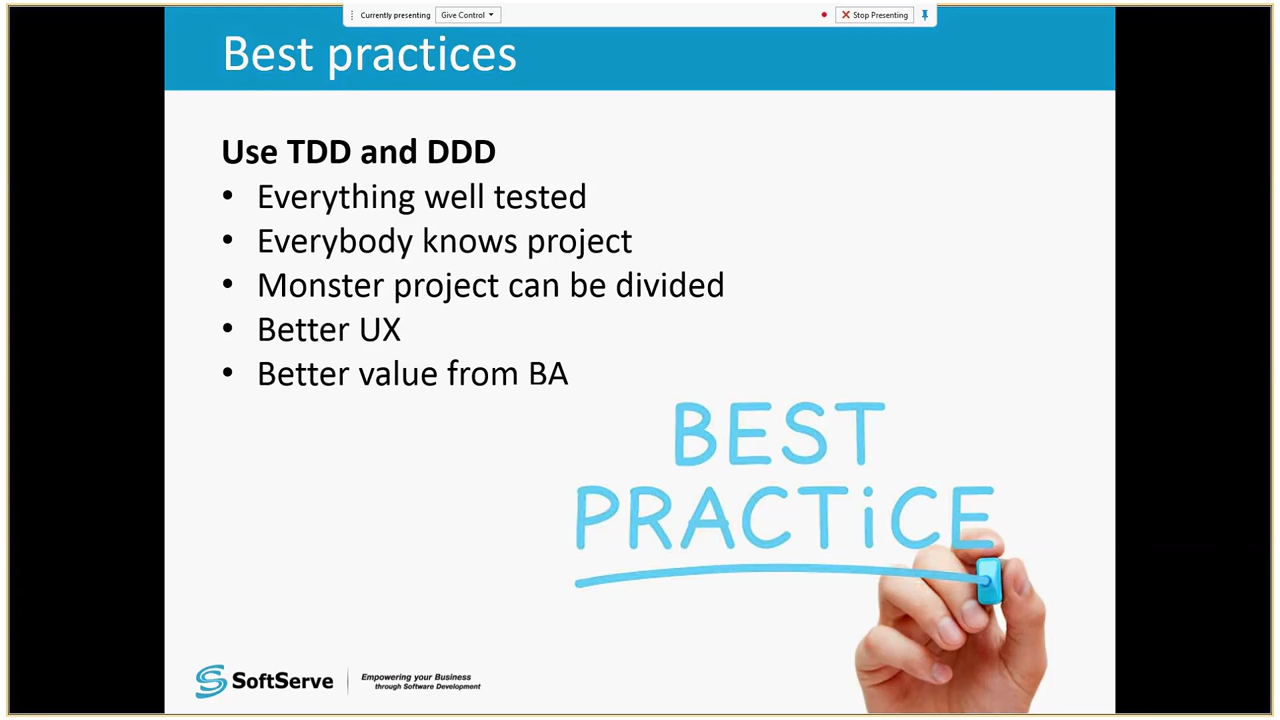 Currently presenting Give Control Stop Presenting
Best practices
Use TDD and DDD
• Everything well tested
• Everybody knows project
• Monster project can be divided
• Better UX
• Better value from BA
BEST
PRACTiCE
SoftServe
Empowering your Business
through Software Development